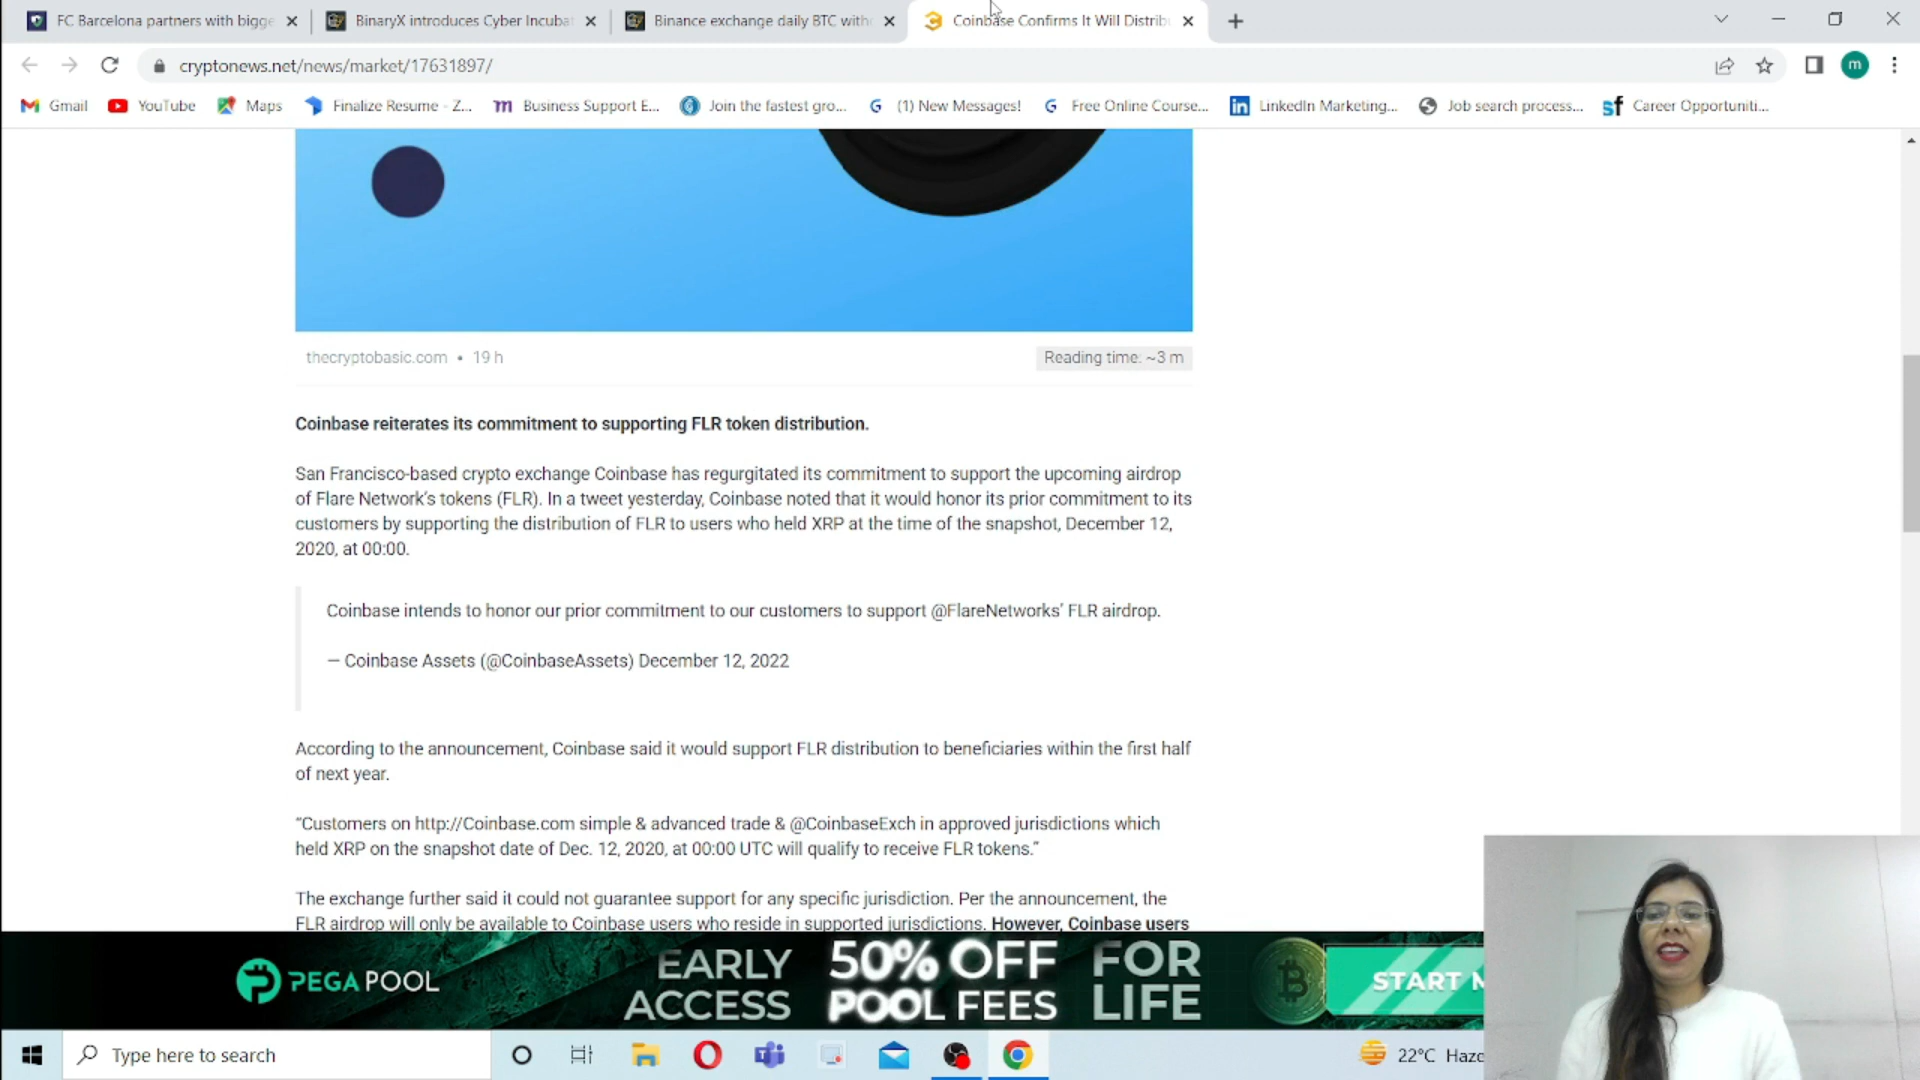 FC Barcelona partners with bigge
BinaryX introduces Cyber Incuba
Binance exchange daily BTC with
Coinbase Confirms It Will Distrib
cryptonews.net/news/market/17631897/
m
Gmail
YouTube
Maps
Finalize Resume - Z...
Business Support E...
Join the fastest gro...
(1) New Messages!
Free Online Course...
LinkedIn Marketing...
Job search process...
Career Opportuniti...
thecryptobasic.com • 19 h
Reading time: ~3 m
Coinbase reiterates its commitment to supporting FLR token distribution.
San Francisco-based crypto exchange Coinbase has regurgitated its commitment to support the upcoming airdrop
of Flare Network's tokens (FLR). In a tweet yesterday, Coinbase noted that it would honor its prior commitment to its
customers by supporting the distribution of FLR to users who held XRP at the time of the snapshot, December 12,
2020, at 00:00.
Coinbase intends to honor our prior commitment to our customers to support @FlareNetworks' FLR airdrop.
— Coinbase Assets (@CoinbaseAssets) December 12, 2022
According to the announcement, Coinbase said it would support FLR distribution to beneficiaries within the first half
of next year.
“Customers on http://Coinbase.com simple & advanced trade & @CoinbaseExch in approved jurisdictions which
held XRP on the snapshot date of Dec. 12, 2020, at 00:00 UTC will qualify to receive FLR tokens.”
The exchange further said it could not guarantee support for any specific jurisdiction. Per the announcement, the
FLR airdrop will only be available to Coinbase users who reside in supported jurisdictions. However, Coinbase users
PEGA POOL
EARLY
ACCESS
50% OFF
POOL FEES
FOR
LIFE
START M
Type here to search
22°C Haze